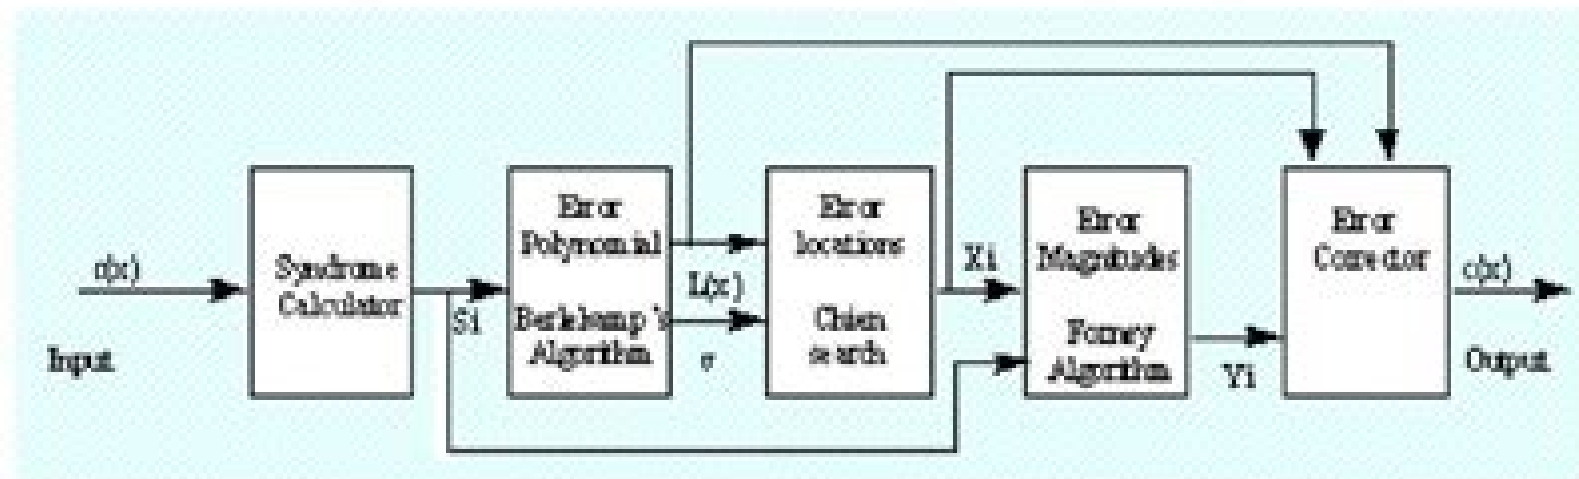 r(x)
Input
Syndrome
Calculator
Si
Error
Polynomial
Berlekamp's
Algorithm
L(x)
Error
locations
Chien
search
Xi
Error
Magnitudes
Forney
Algorithm
Yi
Error
Corrector
c(x)
Output